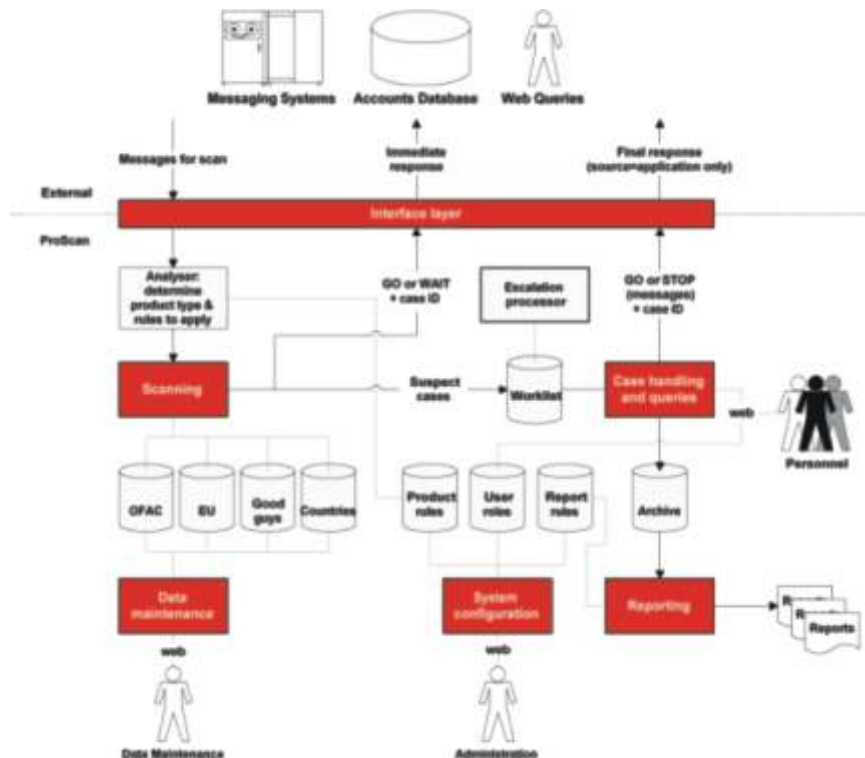 Messaging Systems
Accounts Database
Web Queries
Messages for scan
Immediate
response
Final response
(source=application only)
External
Interface layer
ProScan
Analyser:
determine
product type &
rules to apply
GO or WAIT
+ case ID
Escalation
processor
GO or STOP
(messages)
+ case ID
Scanning
Suspect
cases
Worklist
Case handling
and queries
web
Personnel
OFAC
EU
Good
guys
Countries
Product
rules
User
roles
Report
rules
Archive
Data
maintenance
System
configuration
Reporting
Reports
web
web
Data Maintenance
Administration